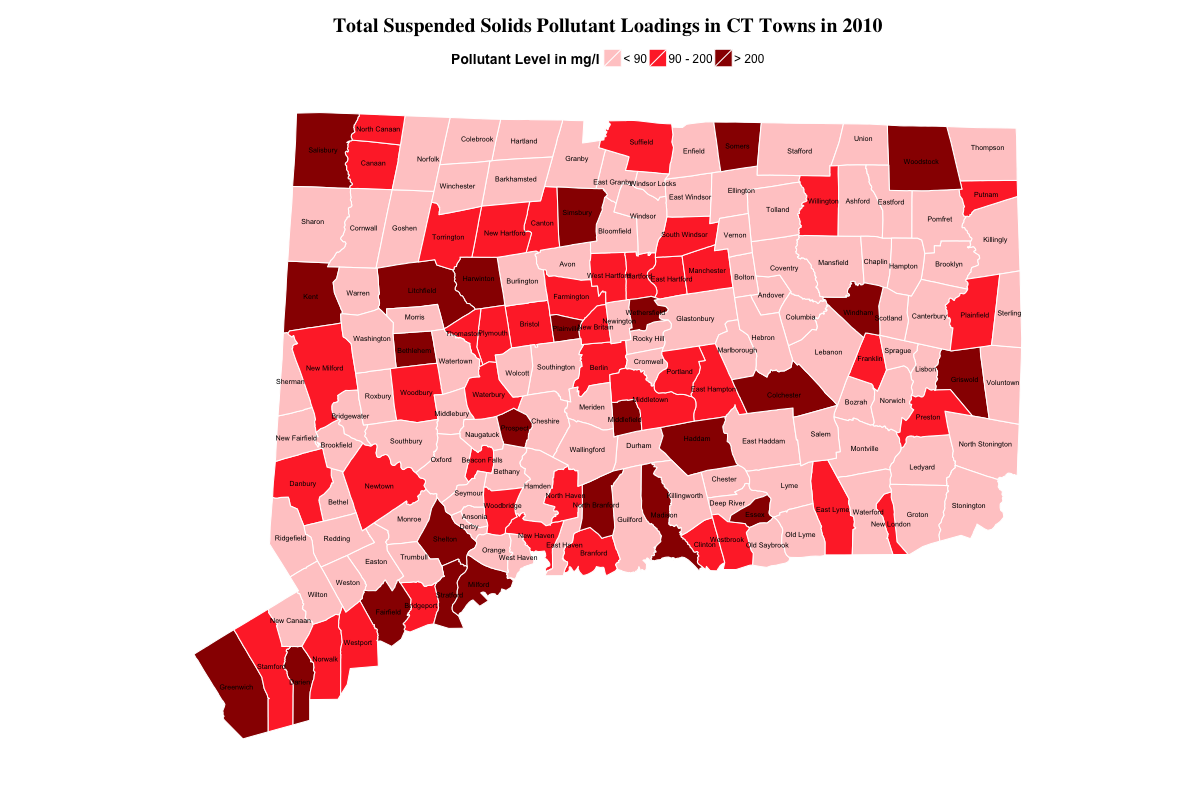 Total Suspended Solids Pollutant Loadings in CT Towns in 2010
Pollutant Level in mg/l < 90 90 - 200 > 200
North Canaan
Colebrook
Hartland
Union
Salisbury
Suffield
Somers
Stafford
Thompson
Enfield
Norfolk
Granby
Canaan
Woodstock
Winchester
Barkhamsted
East Granby
Windsor Locks
Ellington
Putnam
East Windsor
Willington
Ashford
Eastford
Tolland
Sharon
Cornwall
Goshen
Torrington
New Hartford
Canton
Simsbury
Windsor
Bloomfield
South Windsor
Vernon
Pomfret
Killingly
Avon
Mansfield
Chaplin
Hampton
Brooklyn
Coventry
Manchester
West Hartford
Hartford
East Hartford
Bolton
Harwinton
Burlington
Kent
Warren
Litchfield
Farmington
Andover
Morris
Columbia
Windham
Scotland
Canterbury
Plainfield
Sterling
Wethersfield
Newington
Glastonbury
Bristol
Plainville
New Britain
Thomaston
Plymouth
Washington
Rocky Hill
Hebron
Marlborough
Lebanon
Bethlehem
Watertown
Franklin
Sprague
Cromwell
Southington
Berlin
Wolcott
New Milford
Portland
Lisbon
Griswold
Voluntown
Sherman
Roxbury
Woodbury
Waterbury
East Hampton
Colchester
Middletown
Bozrah
Norwich
Meriden
Middlebury
Bridgewater
Middlefield
Preston
Cheshire
Prospect
Naugatuck
New Fairfield
Brookfield
Southbury
Haddam
East Haddam
Salem
Durham
Wallingford
Montville
North Stonington
Oxford
Beacon Falls
Bethany
Ledyard
Danbury
Newtown
Hamden
Chester
Lyme
Seymour
North Haven
Killingworth
Bethel
Deep River
Woodbridge
North Branford
Stonington
East Lyme
Waterford
Groton
Ansonia
Derby
Monroe
Guilford
Madison
Essex
New London
Ridgefield
Redding
Shelton
New Haven
Old Lyme
Westbrook
Clinton
Old Saybrook
East Haven
Orange
West Haven
Branford
Trumbull
Easton
Weston
Milford
Wilton
Stratford
Bridgeport
Fairfield
New Canaan
Westport
Norwalk
Stamford
Darien
Greenwich